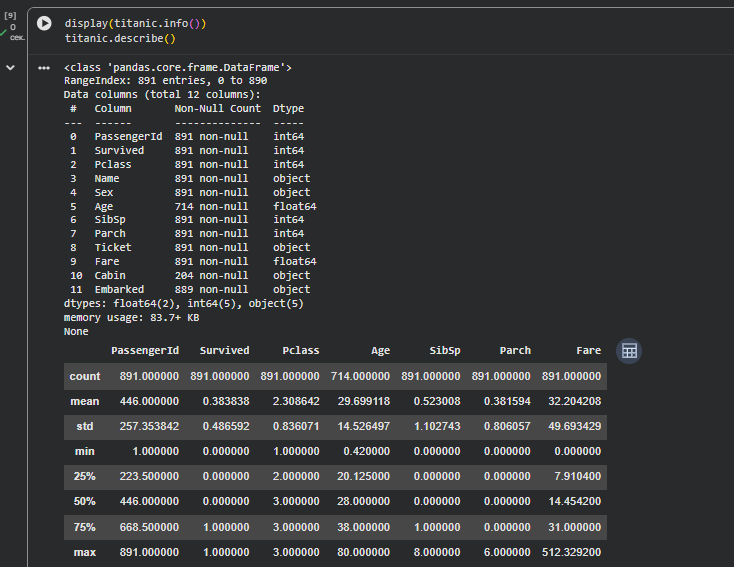 [9]
0
сек.
display(titanic.info())
titanic.describe()
<class 'pandas.core.frame.DataFrame'>
RangeIndex: 891 entries, 0 to 890
Data columns (total 12 columns):
 #   Column       Non-Null Count  Dtype
---  ------       --------------  -----
 0   PassengerId  891 non-null    int64
 1   Survived     891 non-null    int64
 2   Pclass       891 non-null    int64
 3   Name         891 non-null    object
 4   Sex          891 non-null    object
 5   Age          714 non-null    float64
 6   SibSp        891 non-null    int64
 7   Parch        891 non-null    int64
 8   Ticket       891 non-null    object
 9   Fare         891 non-null    float64
 10  Cabin        204 non-null    object
 11  Embarked     889 non-null    object
dtypes: float64(2), int64(5), object(5)
memory usage: 83.7+ KB
None
PassengerId Survived Pclass Age SibSp Parch Fare
count 891.000000 891.000000 891.000000 714.000000 891.000000 891.000000 891.000000
mean 446.000000 0.383838 2.308642 29.699118 0.523008 0.381594 32.204208
std 257.353842 0.486592 0.836071 14.526497 1.102743 0.806057 49.693429
min 1.000000 0.000000 1.000000 0.420000 0.000000 0.000000 0.000000
25% 223.500000 0.000000 2.000000 20.125000 0.000000 0.000000 7.910400
50% 446.000000 0.000000 3.000000 28.000000 0.000000 0.000000 14.454200
75% 668.500000 1.000000 3.000000 38.000000 1.000000 0.000000 31.000000
max 891.000000 1.000000 3.000000 80.000000 8.000000 6.000000 512.329200